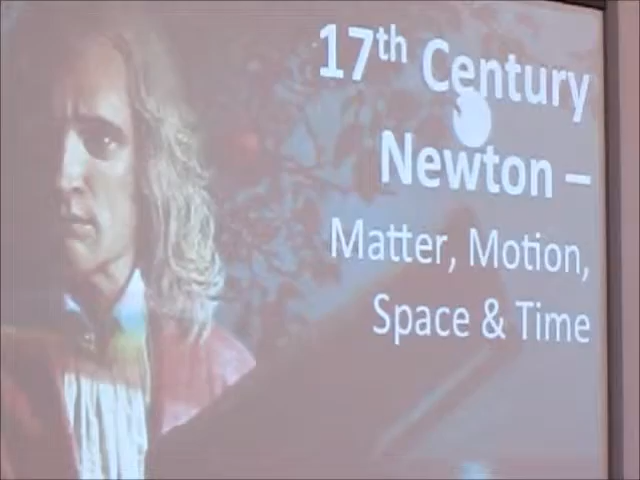 17th Century
Newton –
Matter, Motion,
Space & Time